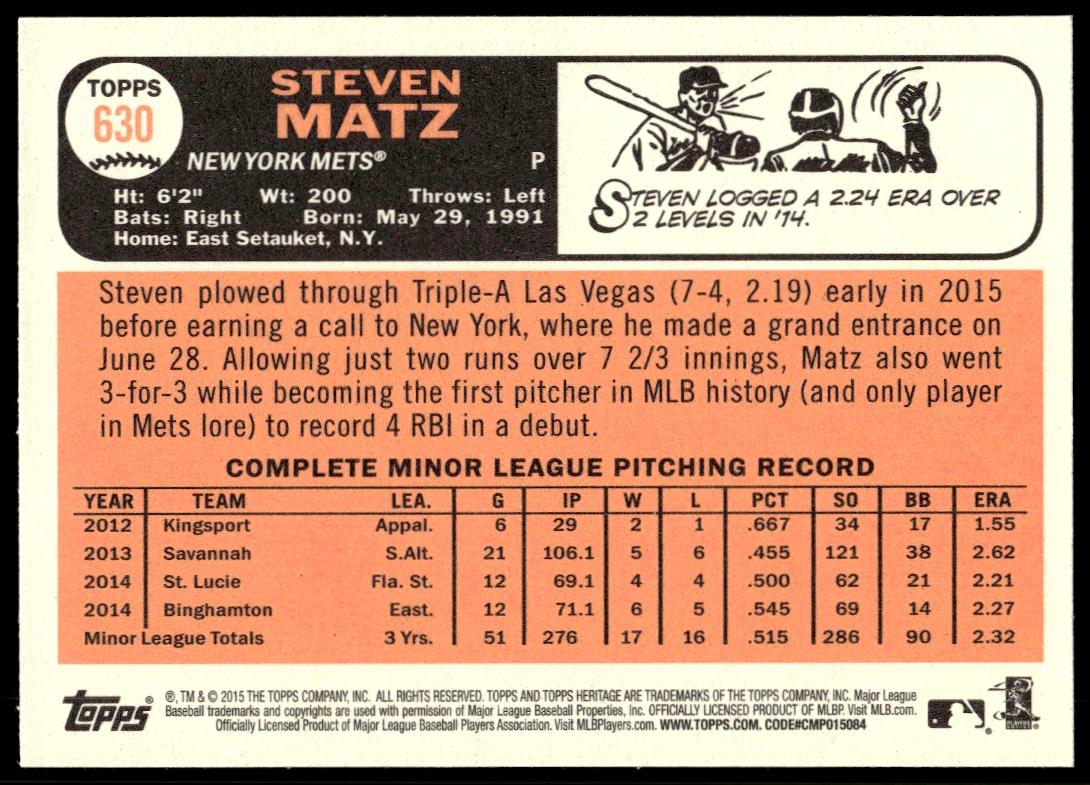 TOPPS
630
STEVEN
MATZ
NEW YORK METS® P
Ht: 6'2" Wt: 200 Throws: Left
Bats: Right Born: May 29, 1991
Home: East Setauket, N.Y.
STEVEN LOGGED A 2.24 ERA OVER
2 LEVELS IN '14.
Steven plowed through Triple-A Las Vegas (7-4, 2.19) early in 2015
before earning a call to New York, where he made a grand entrance on
June 28. Allowing just two runs over 7 2/3 innings, Matz also went
3-for-3 while becoming the first pitcher in MLB history (and only player
in Mets lore) to record 4 RBI in a debut.
COMPLETE MINOR LEAGUE PITCHING RECORD
YEAR TEAM LEA. G IP W L PCT SO BB ERA
2012 Kingsport Appal. 6 29 2 1 .667 34 17 1.55
2013 Savannah S.Alt. 21 106.1 5 6 .455 121 38 2.62
2014 St. Lucie Fla. St. 12 69.1 4 4 .500 62 21 2.21
2014 Binghamton East. 12 71.1 6 5 .545 69 14 2.27
Minor League Totals 3 Yrs. 51 276 17 16 .515 286 90 2.32
topps®
®, TM & © 2015 THE TOPPS COMPANY, INC. ALL RIGHTS RESERVED. TOPPS AND TOPPS HERITAGE ARE TRADEMARKS OF THE TOPPS COMPANY, INC. Major League
Baseball trademarks and copyrights are used with permission of Major League Baseball Properties, Inc. OFFICIALLY LICENSED PRODUCT OF MLBP. Visit MLB.com.
Officially Licensed Product of Major League Baseball Players Association. Visit MLBPlayers.com. WWW.TOPPS.COM. CODE#CMP015084